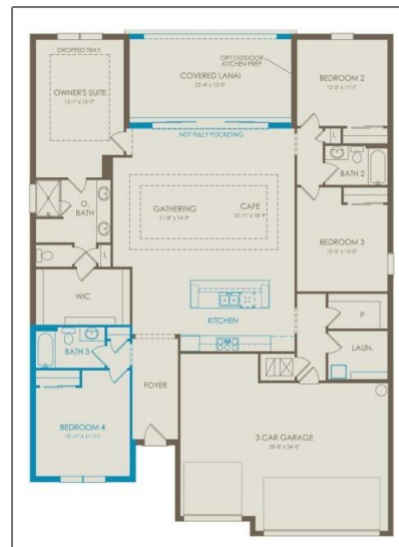 DROPPED TRAY
OWNER'S SUITE
COVERED LANAI
OPT. OUTDOOR
KITCHEN PREP
BEDROOM 2
L
NOT FULLY POCKETING
BATH 2
O.
BATH
GATHERING
CAFE
BEDROOM 3
L
WIC
KITCHEN
P
BATH 3
LAUN.
FOYER
BEDROOM 4
3 CAR GARAGE